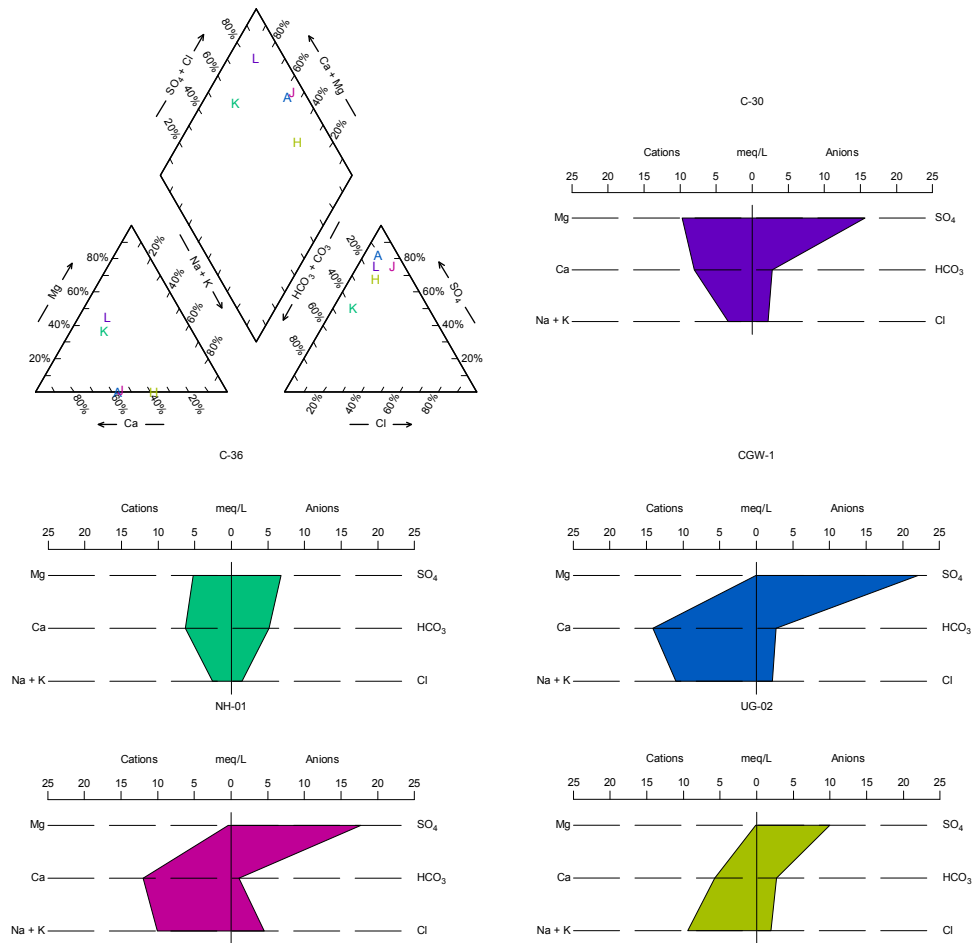 80% 80%
SO4 + Cl 60% 60% Ca + Mg
40% 40%
20% 20%
L
K A J
H
C-30
Cations meq/L Anions
25 20 15 10 5 0 5 10 15 20 25
Mg SO4
Ca HCO3
Na + K Cl
80% 20% Na + K HCO3 + CO3 20% 80%
Mg 60% 40% 40% 60% SO4
40% 60% 60% 40%
20% 80% 80% 20%
L
K
A J H
A
L J
H
K
80% 60% 40% 20% 20% 40% 60% 80%
Ca Cl
C-36
Cations meq/L Anions
25 20 15 10 5 0 5 10 15 20 25
Mg SO4
Ca HCO3
Na + K Cl
CGW-1
Cations meq/L Anions
25 20 15 10 5 0 5 10 15 20 25
Mg SO4
Ca HCO3
Na + K Cl
NH-01
Cations meq/L Anions
25 20 15 10 5 0 5 10 15 20 25
Mg SO4
Ca HCO3
Na + K Cl
UG-02
Cations meq/L Anions
25 20 15 10 5 0 5 10 15 20 25
Mg SO4
Ca HCO3
Na + K Cl